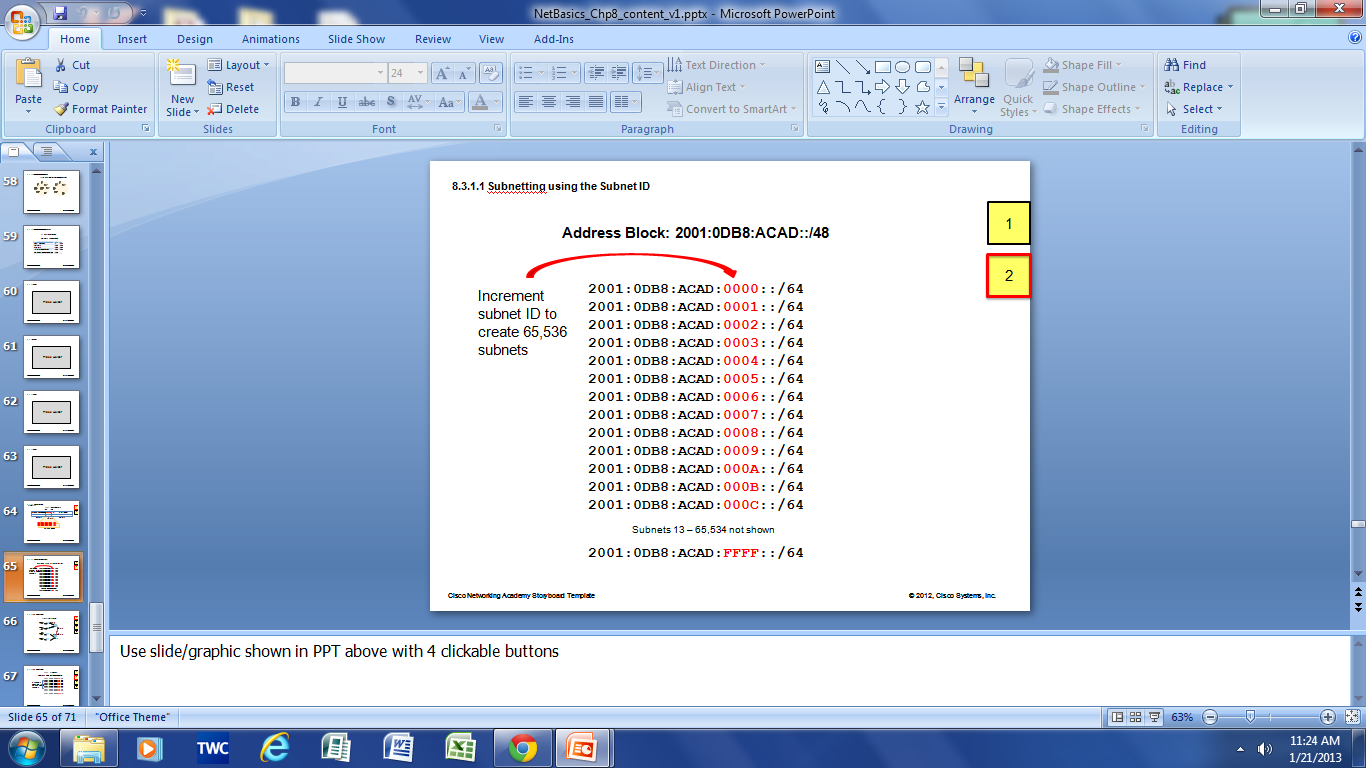 NetBasics_Chp8_content_v1.pptx - Microsoft PowerPoint
Home Insert Design Animations Slide Show Review View Add-Ins
Paste
Cut
Copy
Format Painter
Clipboard
New Slide
Layout
Reset
Delete
Slides
24
B I U abc S AV Aa A
Font
Text Direction
Align Text
Convert to SmartArt
Paragraph
Arrange
Quick Styles
Shape Fill
Shape Outline
Shape Effects
Drawing
Find
Replace
Select
Editing
58
59
60
61
62
63
64
65
66
67
8.3.1.1 Subnetting using the Subnet ID
Address Block: 2001:0DB8:ACAD::/48
1
2
Increment
subnet ID to
create 65,536
subnets
2001:0DB8:ACAD:0000::/64
2001:0DB8:ACAD:0001::/64
2001:0DB8:ACAD:0002::/64
2001:0DB8:ACAD:0003::/64
2001:0DB8:ACAD:0004::/64
2001:0DB8:ACAD:0005::/64
2001:0DB8:ACAD:0006::/64
2001:0DB8:ACAD:0007::/64
2001:0DB8:ACAD:0008::/64
2001:0DB8:ACAD:0009::/64
2001:0DB8:ACAD:000A::/64
2001:0DB8:ACAD:000B::/64
2001:0DB8:ACAD:000C::/64
Subnets 13 – 65,534 not shown
2001:0DB8:ACAD:FFFF::/64
Cisco Networking Academy Storyboard Template
© 2012, Cisco Systems, Inc.
Use slide/graphic shown in PPT above with 4 clickable buttons
Slide 65 of 71 "Office Theme" 63%
TWC
11:24 AM
1/21/2013